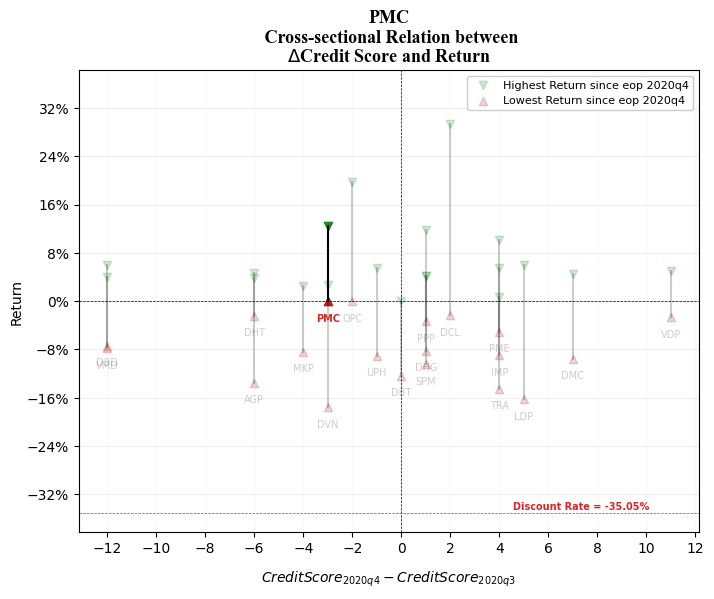 PMC
Cross-sectional Relation between
ΔCredit Score and Return
Highest Return since eop 2020q4
Lowest Return since eop 2020q4
Return
32%
24%
16%
8%
0%
−8%
−16%
−24%
−32%
PMC
OPC
DHT
DCL
VDP
PPP
PME
MKP
UPH
DHG
IMP
DMC
SPM
AGP
DBT
TRA
LDP
DVN
Discount Rate = -35.05%
−12 −10 −8 −6 −4 −2 0 2 4 6 8 10 12
CreditScore2020q4 − CreditScore2020q3